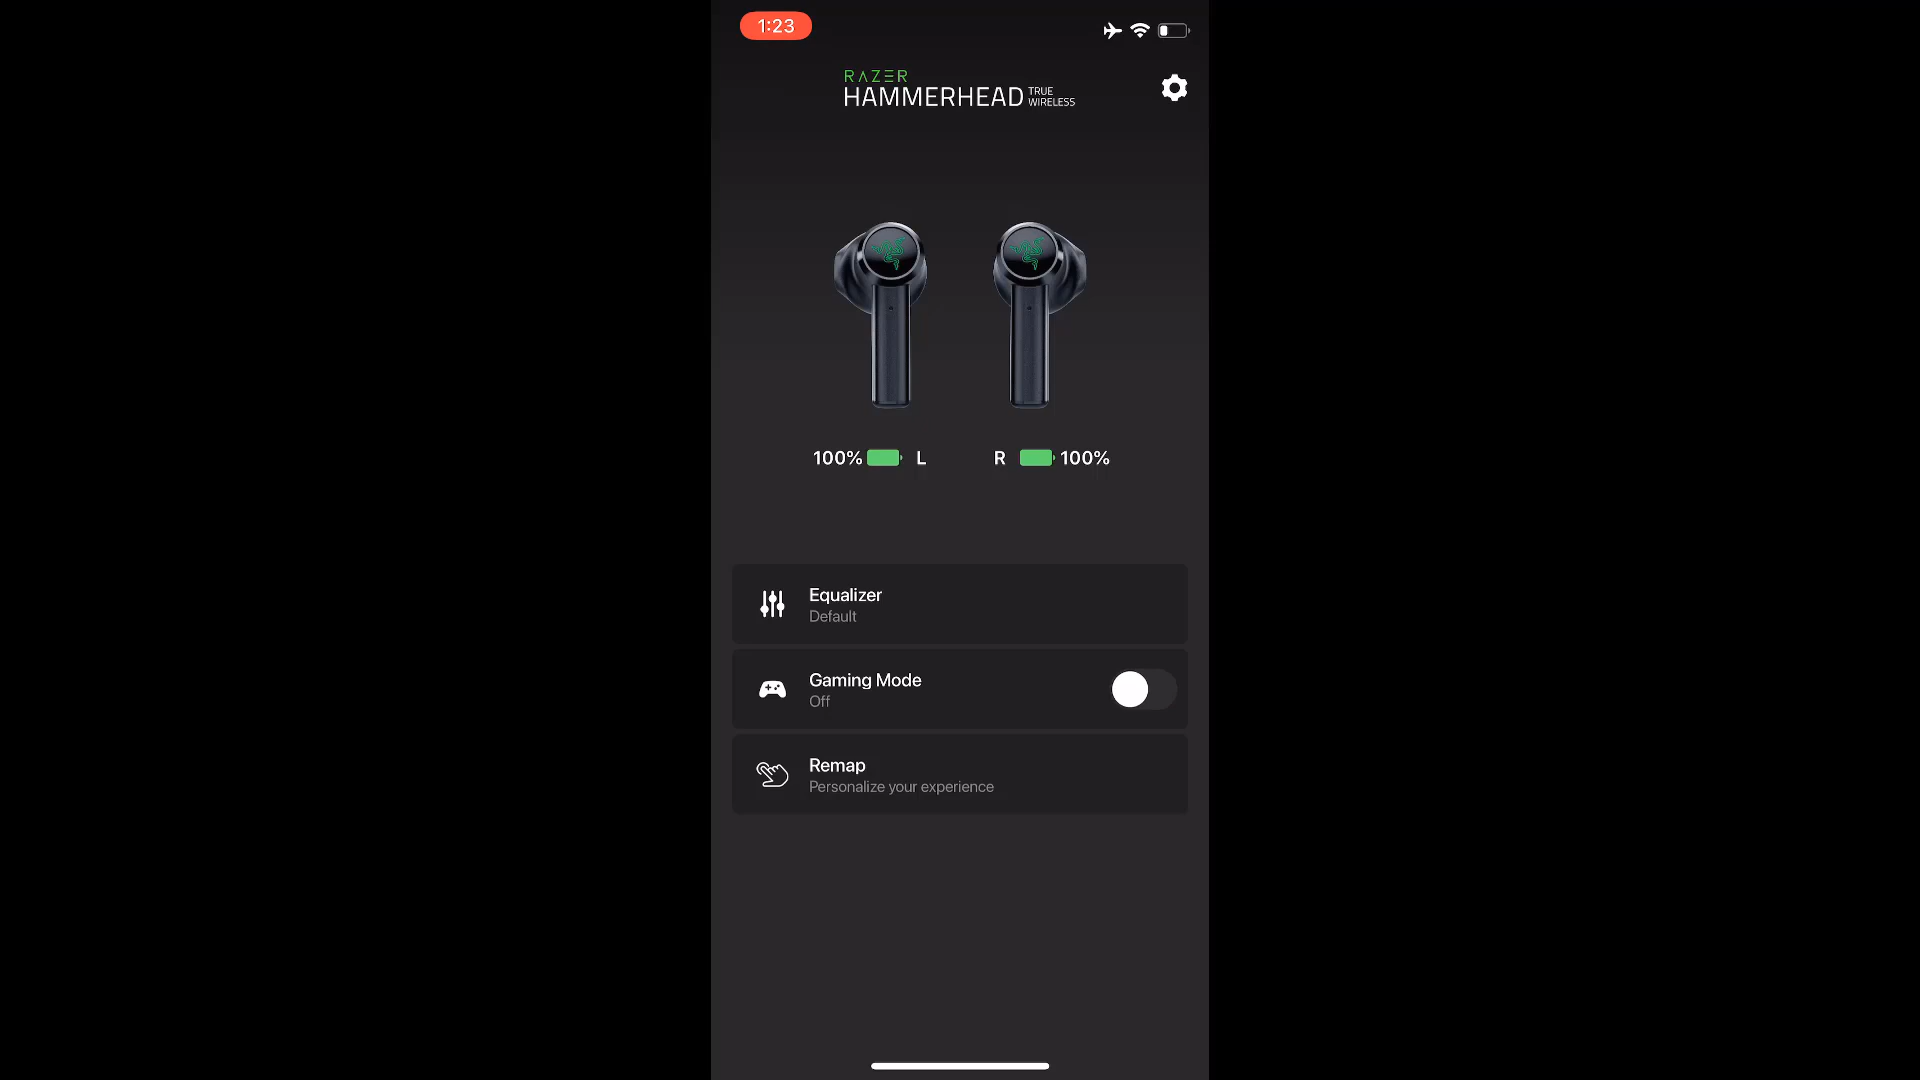 1:23
RAZER
HAMMERHEAD TRUE WIRELESS
100% L R 100%
Equalizer
Default
Gaming Mode
Off
Remap
Personalize your experience